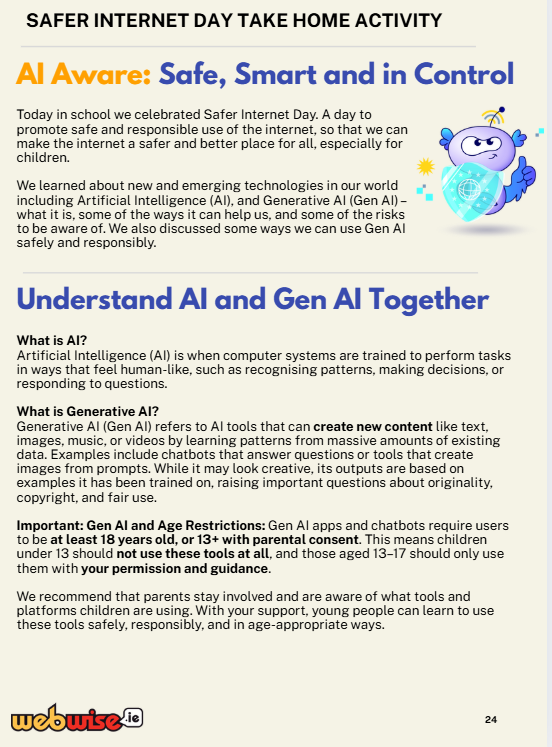 SAFER INTERNET DAY TAKE HOME ACTIVITY
AI Aware: Safe, Smart and in Control
Today in school we celebrated Safer Internet Day. A day to
promote safe and responsible use of the internet, so that we can
make the internet a safer and better place for all, especially for
children.
We learned about new and emerging technologies in our world
including Artificial Intelligence (AI), and Generative AI (Gen AI) –
what it is, some of the ways it can help us, and some of the risks
to be aware of. We also discussed some ways we can use Gen AI
safely and responsibly.
Understand AI and Gen AI Together
What is AI?
Artificial Intelligence (AI) is when computer systems are trained to perform tasks
in ways that feel human-like, such as recognising patterns, making decisions, or
responding to questions.
What is Generative AI?
Generative AI (Gen AI) refers to AI tools that can create new content like text,
images, music, or videos by learning patterns from massive amounts of existing
data. Examples include chatbots that answer questions or tools that create
images from prompts. While it may look creative, its outputs are based on
examples it has been trained on, raising important questions about originality,
copyright, and fair use.
Important: Gen AI and Age Restrictions: Gen AI apps and chatbots require users
to be at least 18 years old, or 13+ with parental consent. This means children
under 13 should not use these tools at all, and those aged 13–17 should only use
them with your permission and guidance.
We recommend that parents stay involved and are aware of what tools and
platforms children are using. With your support, young people can learn to use
these tools safely, responsibly, and in age-appropriate ways.
webwise.ie
24